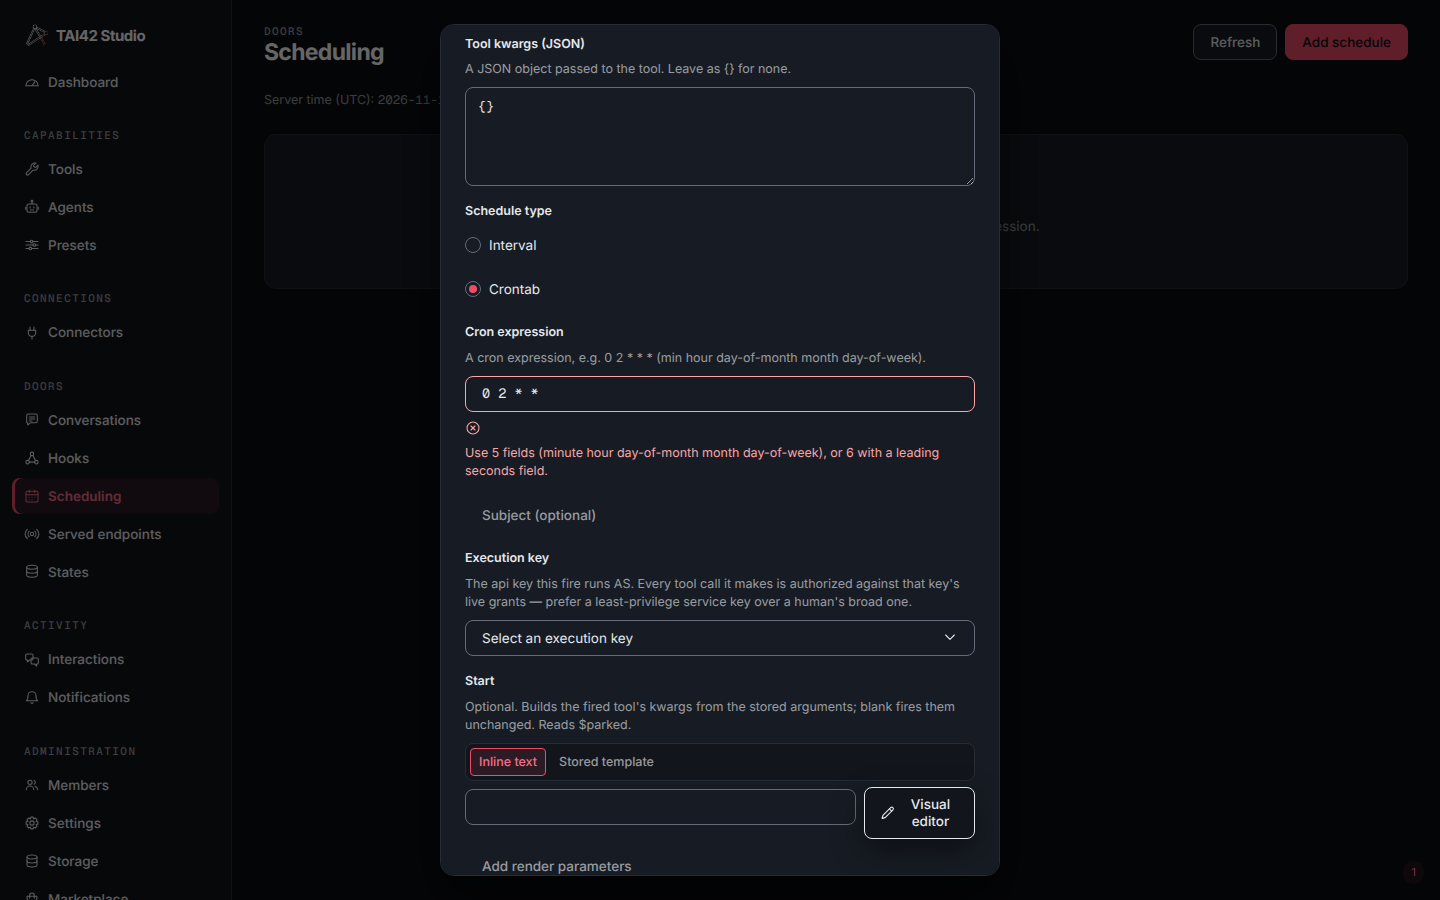 TAI42 Studio
Dashboard
CAPABILITIES
Tools
Agents
Presets
CONNECTIONS
Connectors
DOORS
Conversations
Hooks
Scheduling
Served endpoints
States
ACTIVITY
Interactions
Notifications
ADMINISTRATION
Members
Settings
Storage
Marketplace
DOORS
Scheduling
Refresh
Add schedule
Server time (UTC): 2026-11-
Tool kwargs (JSON)
A JSON object passed to the tool. Leave as {} for none.
{}
Schedule type
Interval
Crontab
Cron expression
A cron expression, e.g. 0 2 * * * (min hour day-of-month month day-of-week).
0 2 * *
Use 5 fields (minute hour day-of-month month day-of-week), or 6 with a leading
seconds field.
Subject (optional)
Execution key
The api key this fire runs AS. Every tool call it makes is authorized against that key's
live grants — prefer a least-privilege service key over a human's broad one.
Select an execution key
Start
Optional. Builds the fired tool's kwargs from the stored arguments; blank fires them
unchanged. Reads $parked.
Inline text
Stored template
Visual
editor
Add render parameters
1